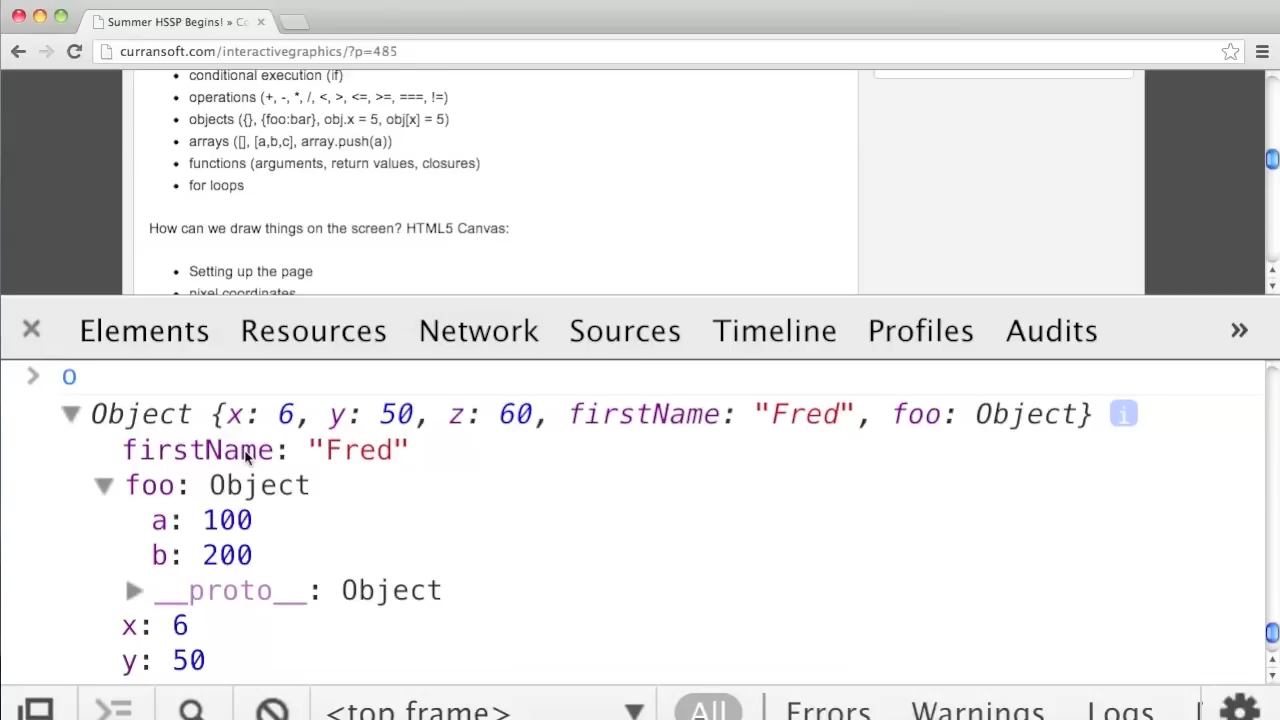 Summer HSSP Begins! » Co
curransoft.com/interactivegraphics/?p=485
• conditional execution (if)
• operations (+, -, *, /, <, >, <=, >=, ===, !=)
• objects ({}, {foo:bar}, obj.x = 5, obj[x] = 5)
• arrays ([], [a,b,c], array.push(a))
• functions (arguments, return values, closures)
• for loops
How can we draw things on the screen? HTML5 Canvas:
• Setting up the page
• pixel coordinates
Elements Resources Network Sources Timeline Profiles Audits »
> o
▼ Object {x: 6, y: 50, z: 60, firstName: "Fred", foo: Object} i
firstName: "Fred"
▼ foo: Object
a: 100
b: 200
▶ __proto__: Object
x: 6
y: 50
<top frame> ▼ All Errors Warnings Logs